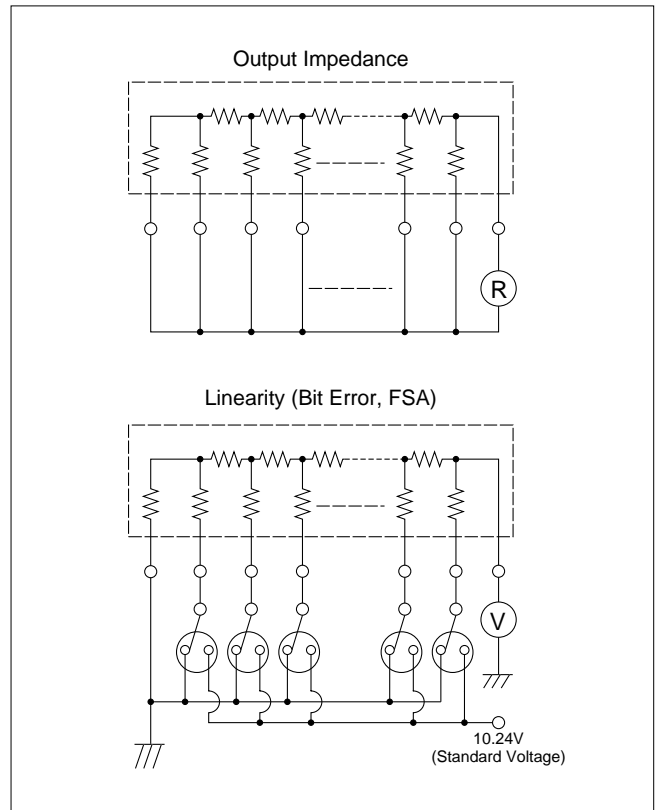 Output Impedance
R
Linearity (Bit Error, FSA)
V
10.24V
(Standard Voltage)